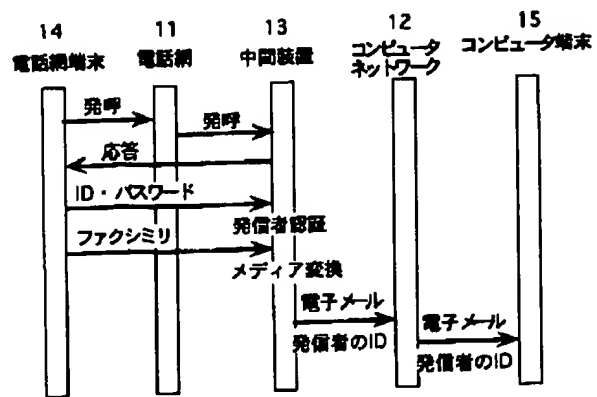 14
電話網端末
11
電話網
13
中間装置
12
コンピュータ
ネットワーク
15
コンピュータ端末
発呼
発呼
応答
ID・パスワード
発信者認証
ファクシミリ
メディア変換
電子メール
発信者のID
電子メール
発信者のID